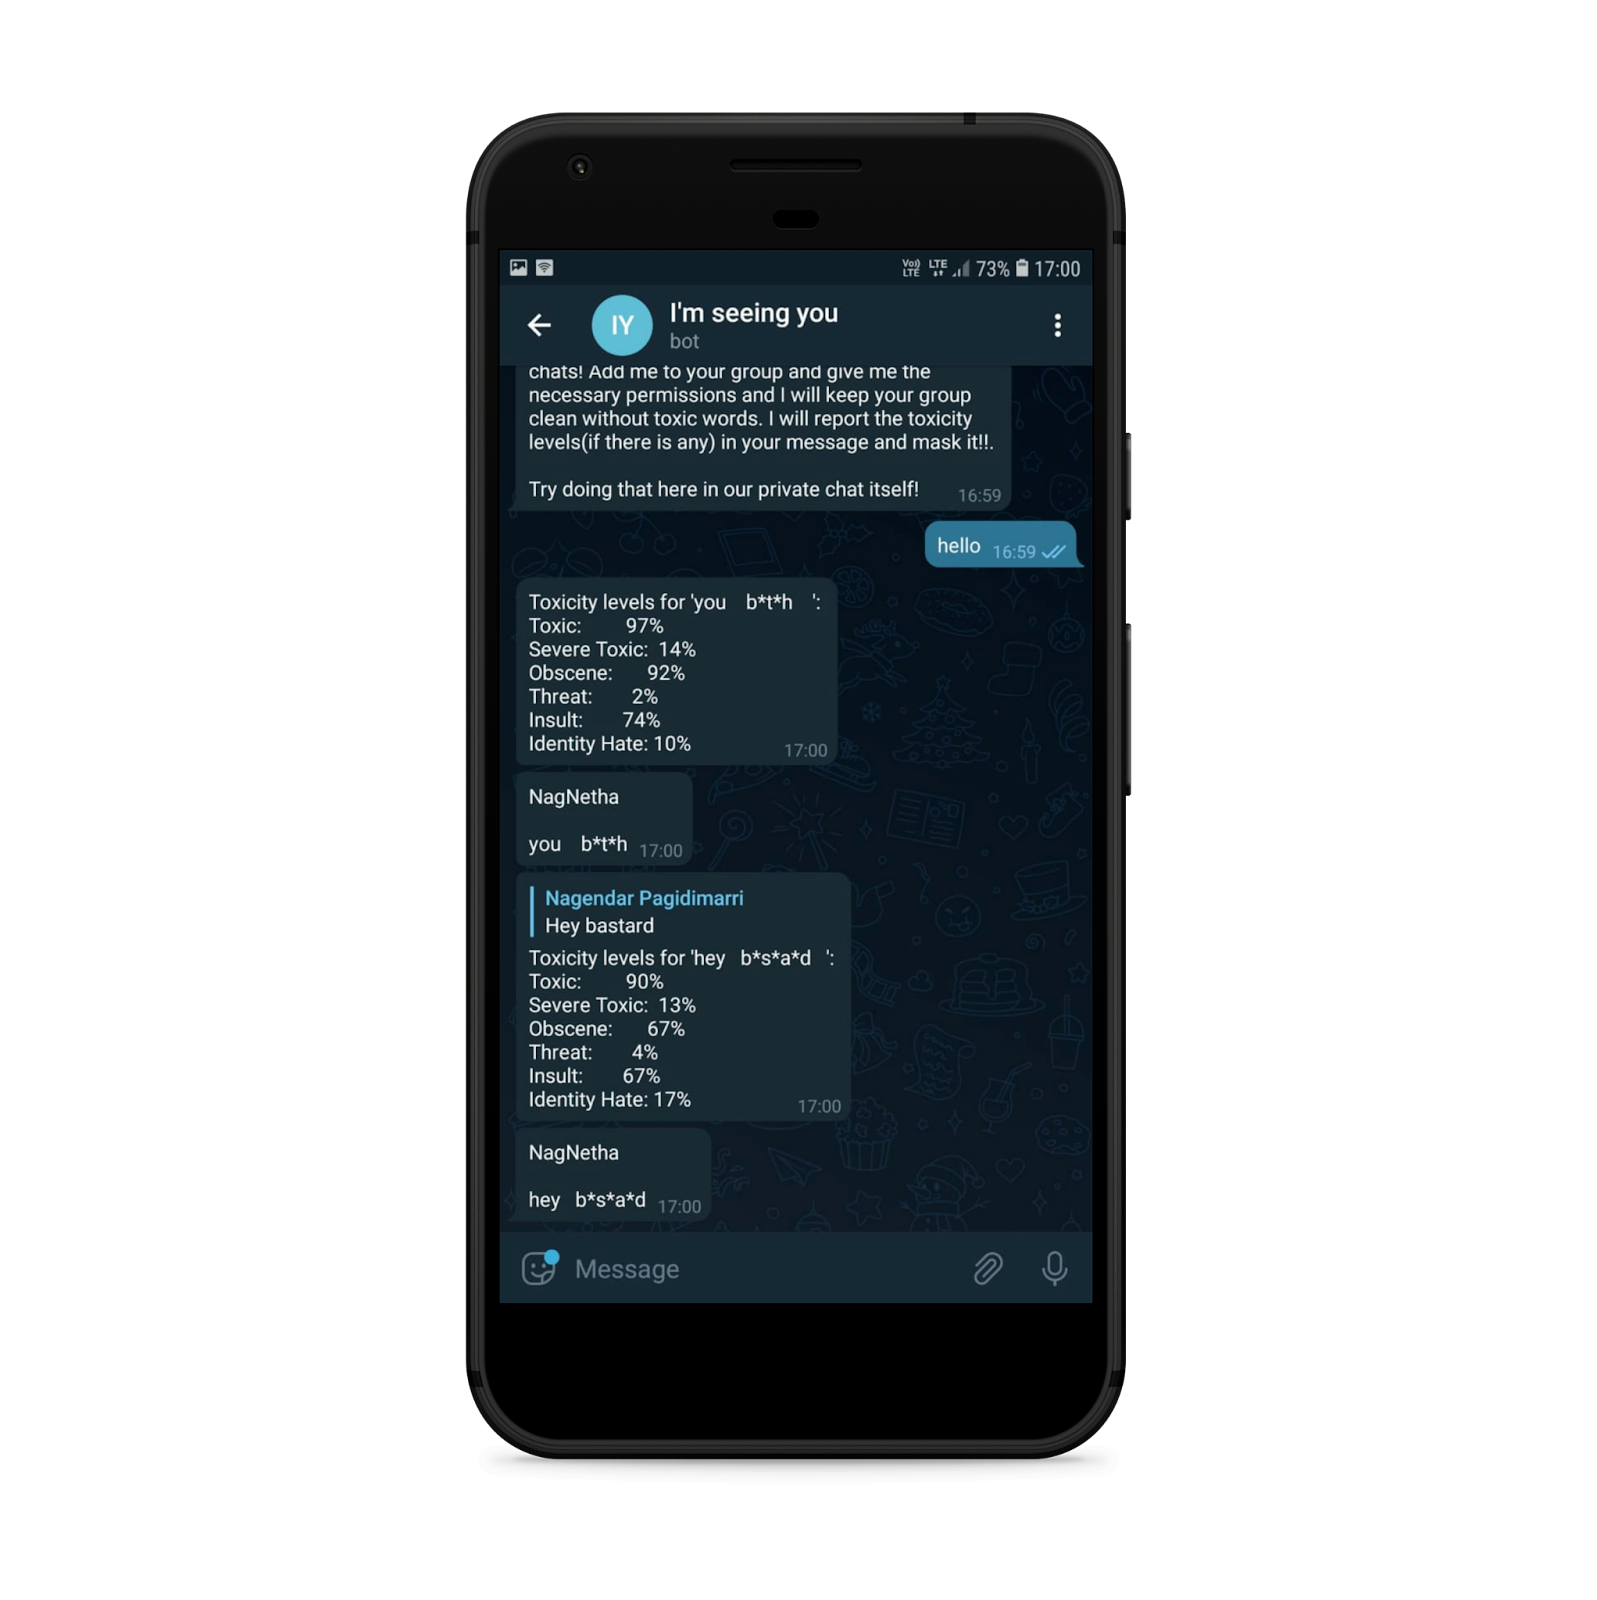 Vo)) LTE LTE 73% 17:00
IY
I'm seeing you
bot
chats! Add me to your group and give me the
necessary permissions and I will keep your group
clean without toxic words. I will report the toxicity
levels(if there is any) in your message and mask it!!.
Try doing that here in our private chat itself! 16:59
hello 16:59
Toxicity levels for 'you b*t*h ':
Toxic: 97%
Severe Toxic: 14%
Obscene: 92%
Threat: 2%
Insult: 74%
Identity Hate: 10% 17:00
NagNetha
you b*t*h 17:00
Nagendar Pagidimarri
Hey bastard
Toxicity levels for 'hey b*s*a*d ':
Toxic: 90%
Severe Toxic: 13%
Obscene: 67%
Threat: 4%
Insult: 67%
Identity Hate: 17% 17:00
NagNetha
hey b*s*a*d 17:00
Message